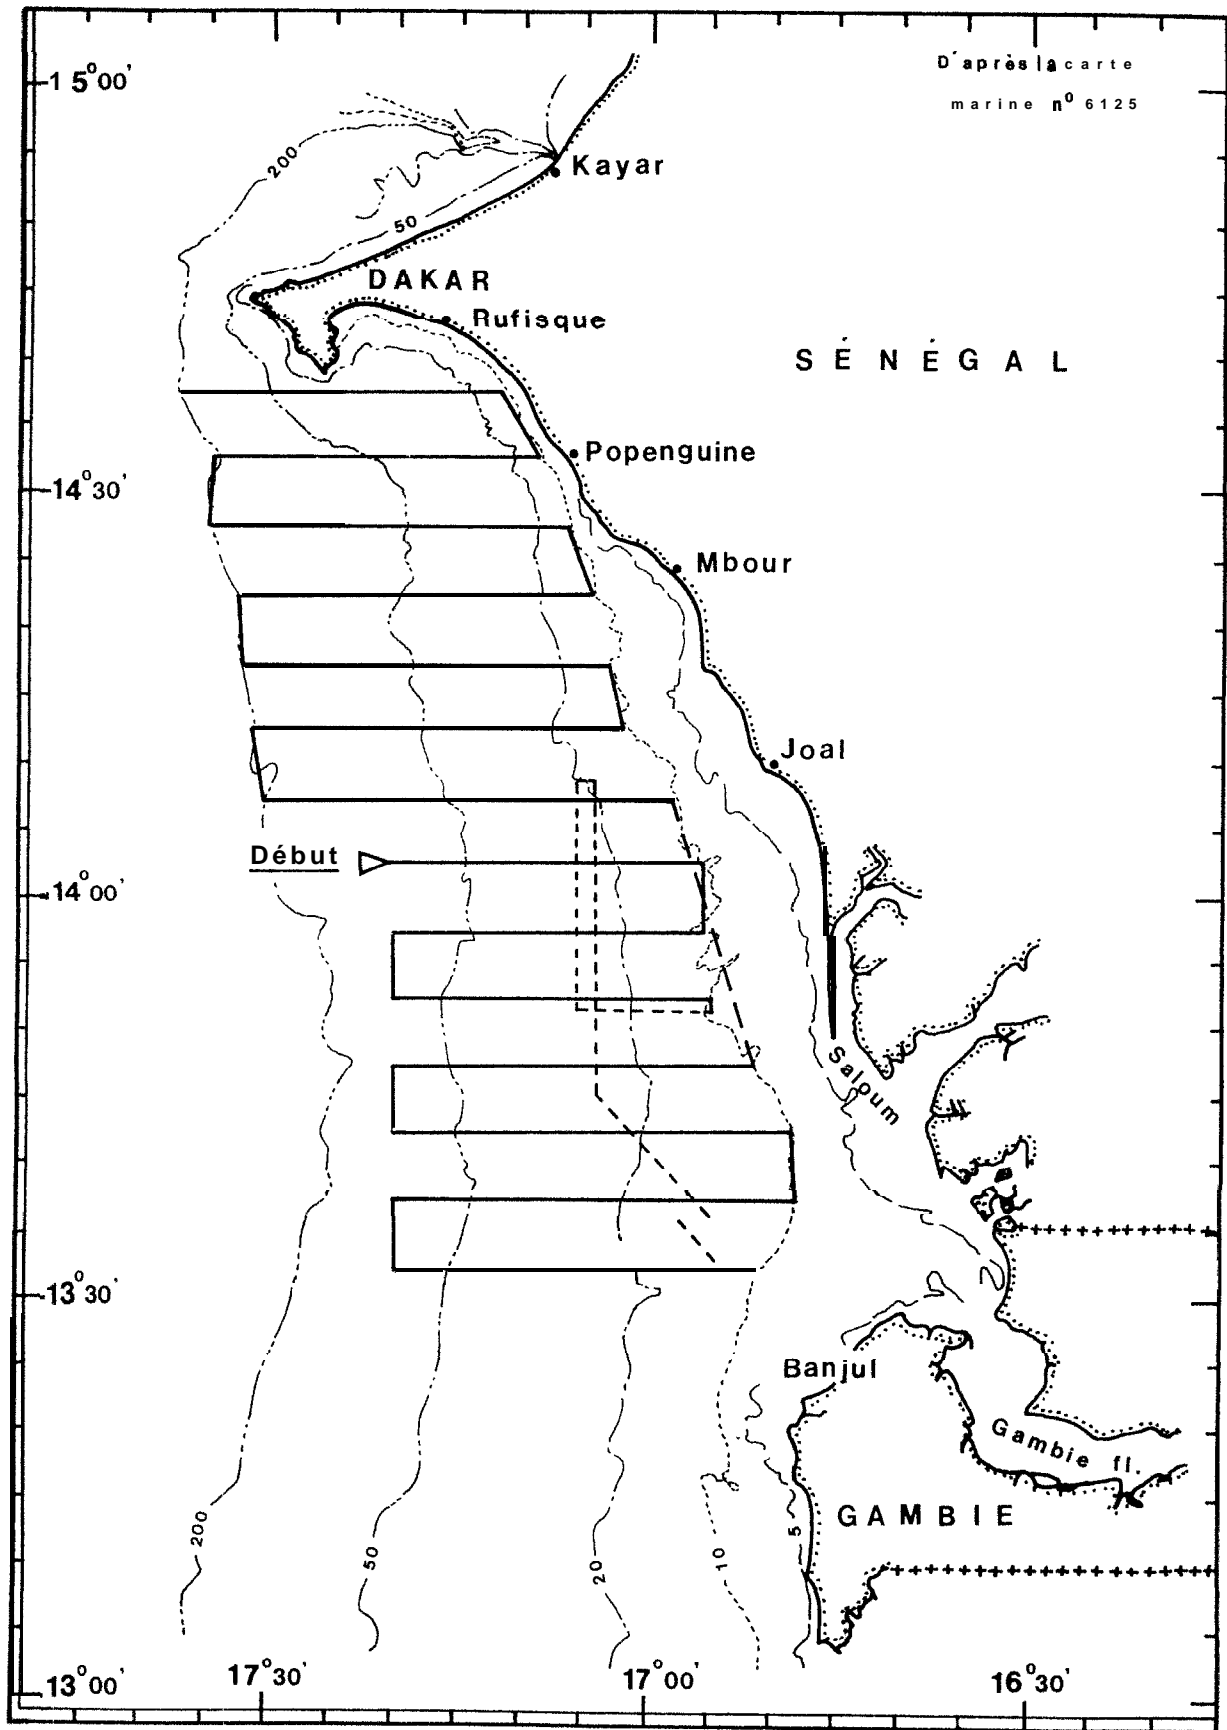 D'après la carte
marine n° 6125
15°00'
200
Kayar
50
DAKAR
Rufisque
SÉNÉGAL
Popenguine
14°30'
Mbour
Joal
Début
14°00'
Saloum
13°30'
Banjul
Gambie fl.
GAMBIE
200
50
20
10
5
13°00'
17°30'
17°00'
16°30'